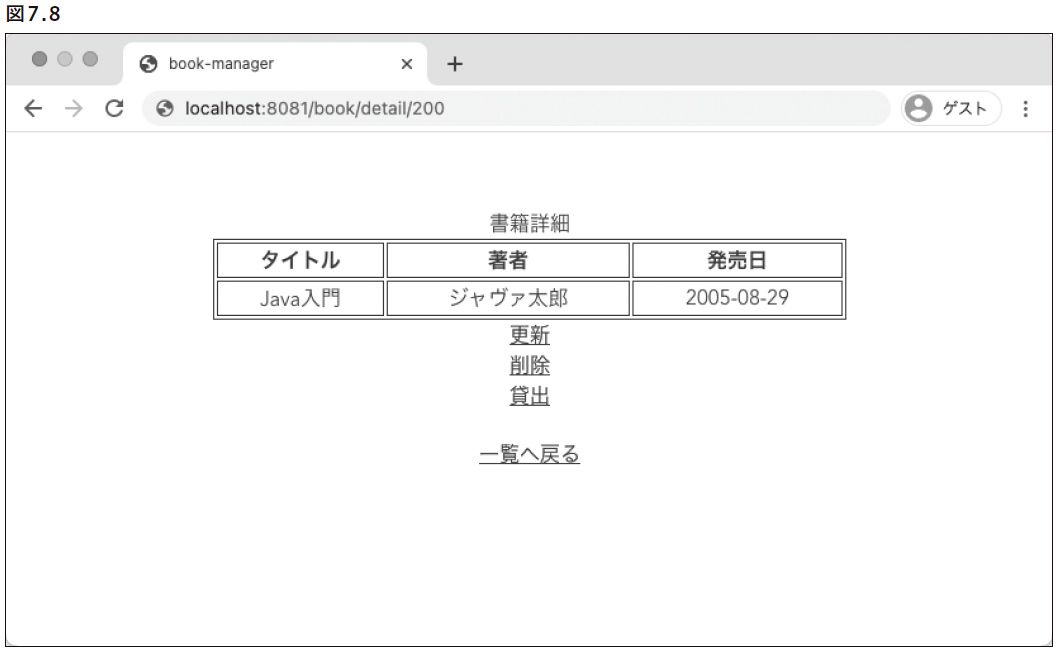 図7.8
book-manager
localhost:8081/book/detail/200 ゲスト
書籍詳細
タイトル 著者 発売日
Java入門 ジャヴァ太郎 2005-08-29
更新
削除
貸出
一覧へ戻る